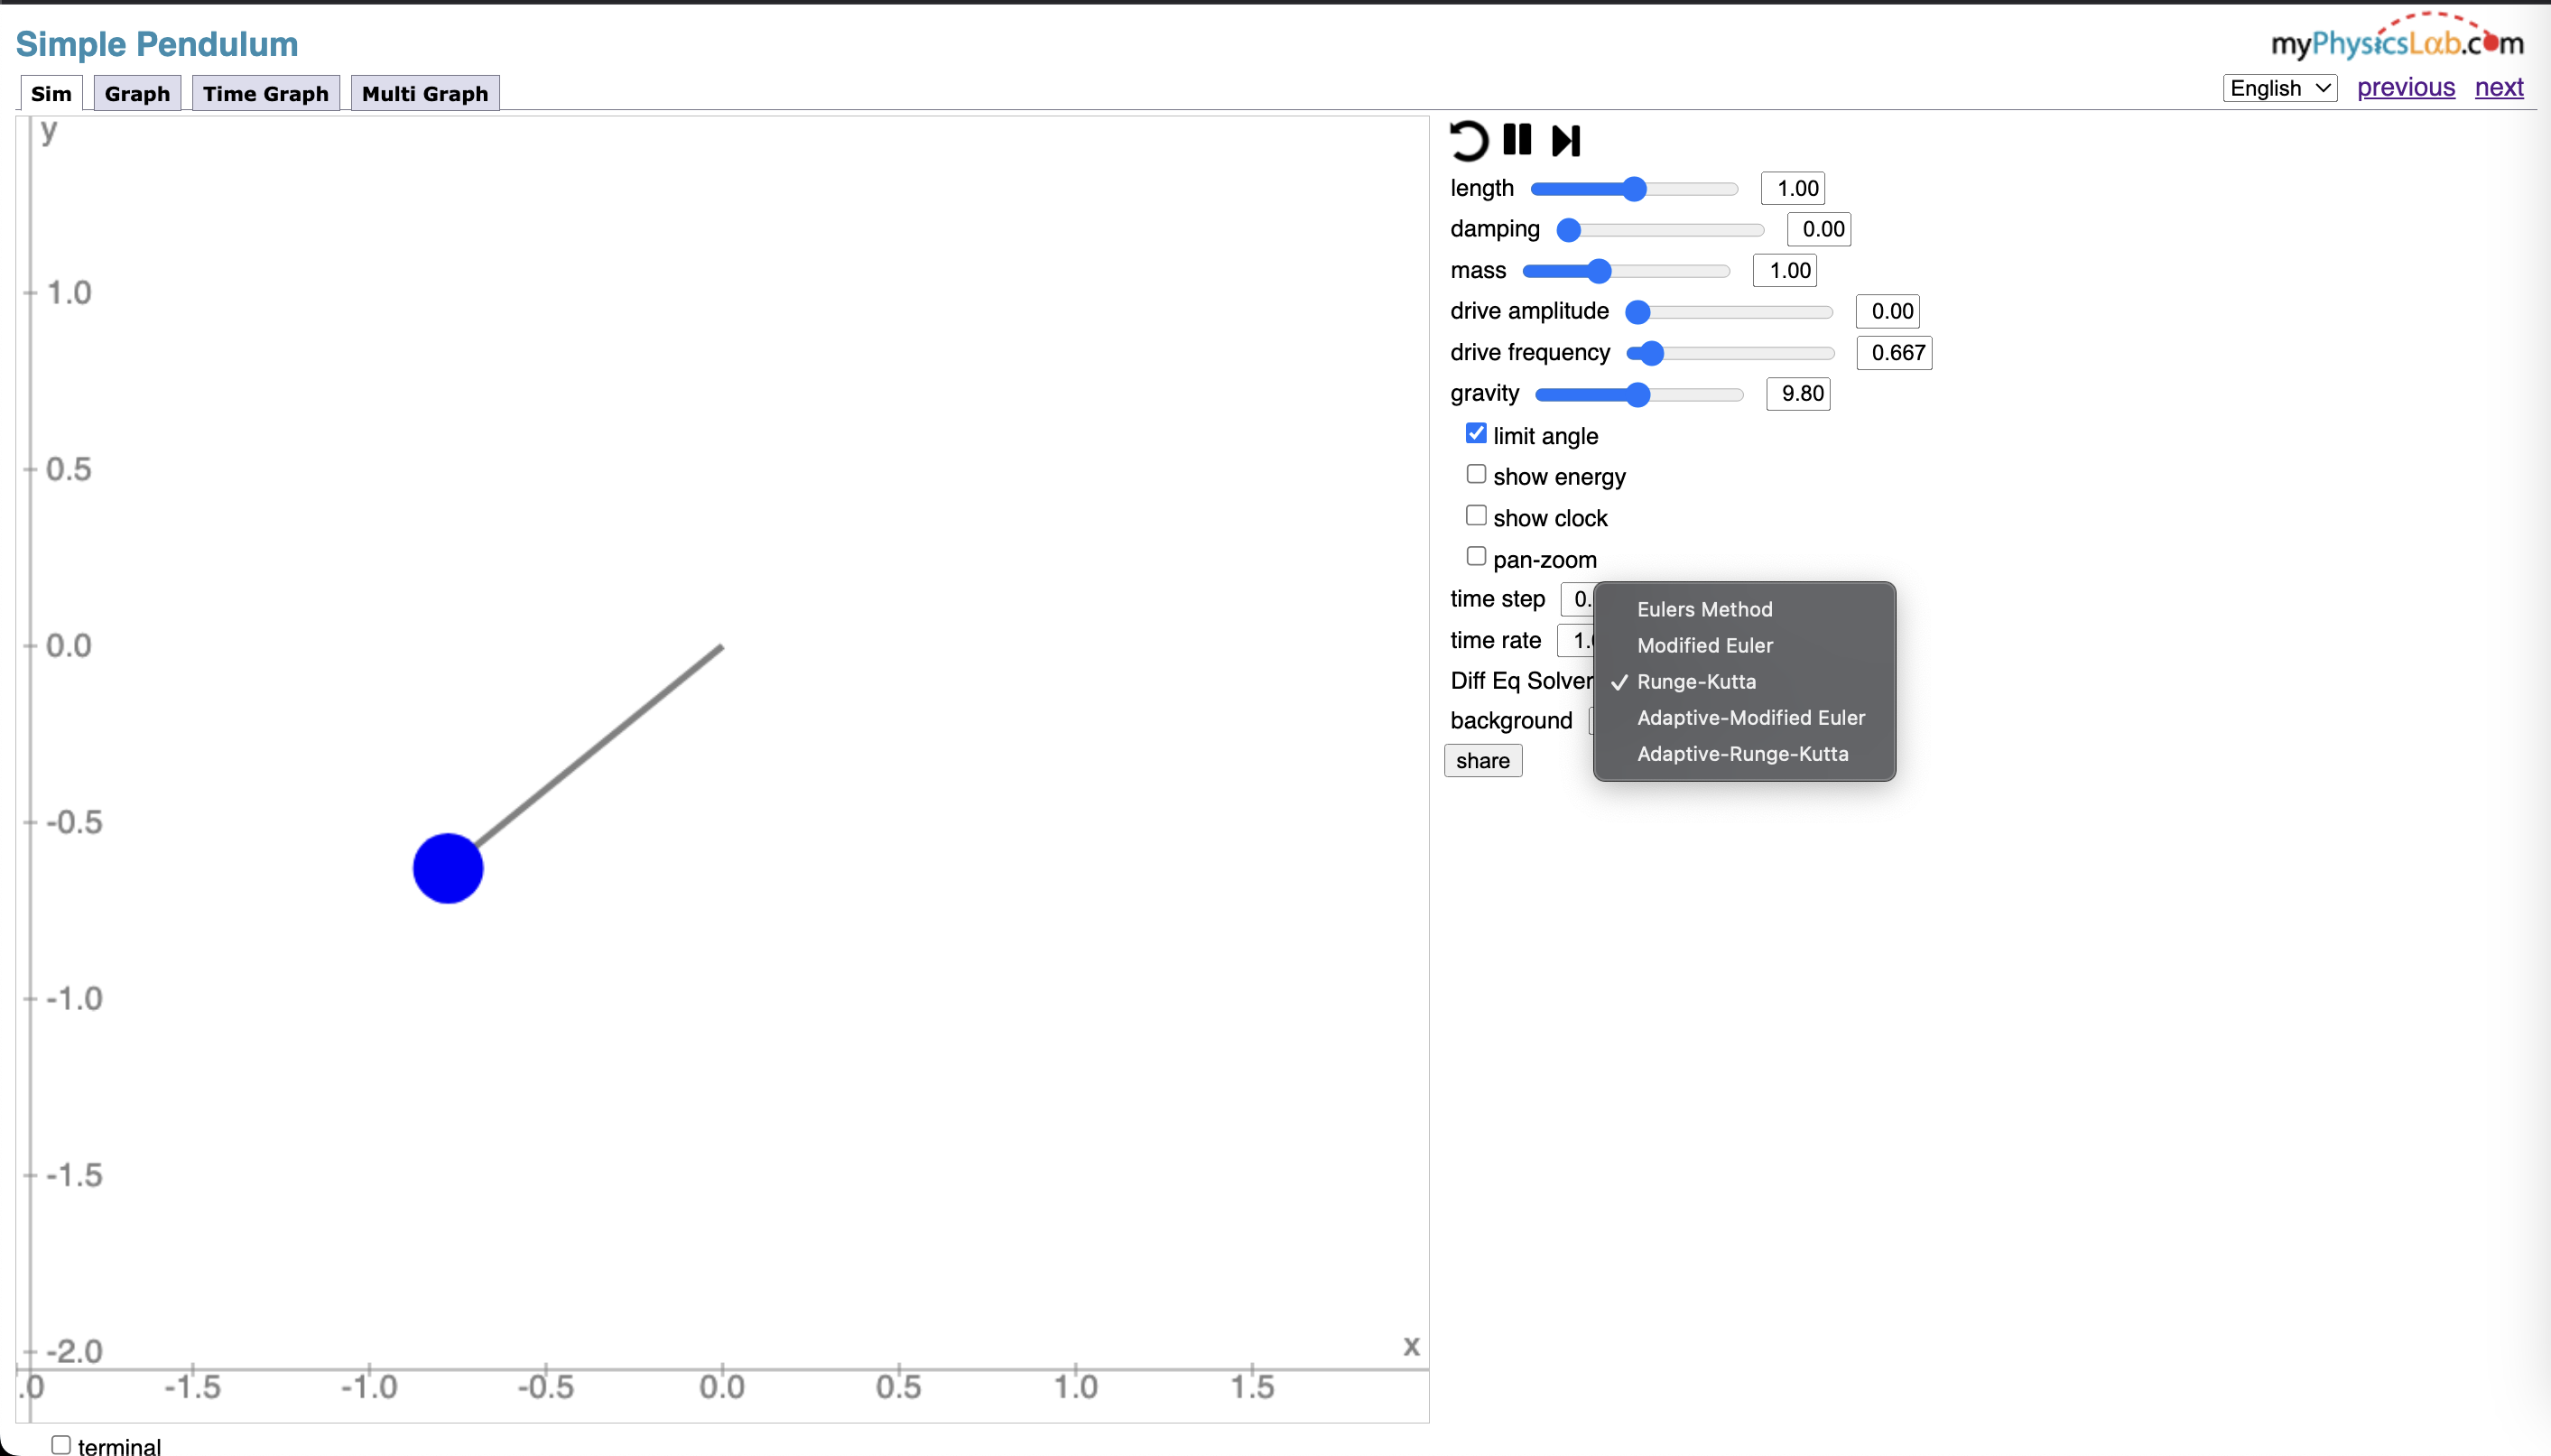 Simple Pendulum
myPhysicsLab.com
Sim Graph Time Graph Multi Graph
English previous next
y
1.0
0.5
0.0
-0.5
-1.0
-1.5
-2.0
x
.0 -1.5 -1.0 -0.5 0.0 0.5 1.0 1.5
terminal
length 1.00
damping 0.00
mass 1.00
drive amplitude 0.00
drive frequency 0.667
gravity 9.80
limit angle
show energy
show clock
pan-zoom
time step 0.
time rate 1.
Diff Eq Solver
background
share
Eulers Method
Modified Euler
Runge-Kutta
Adaptive-Modified Euler
Adaptive-Runge-Kutta